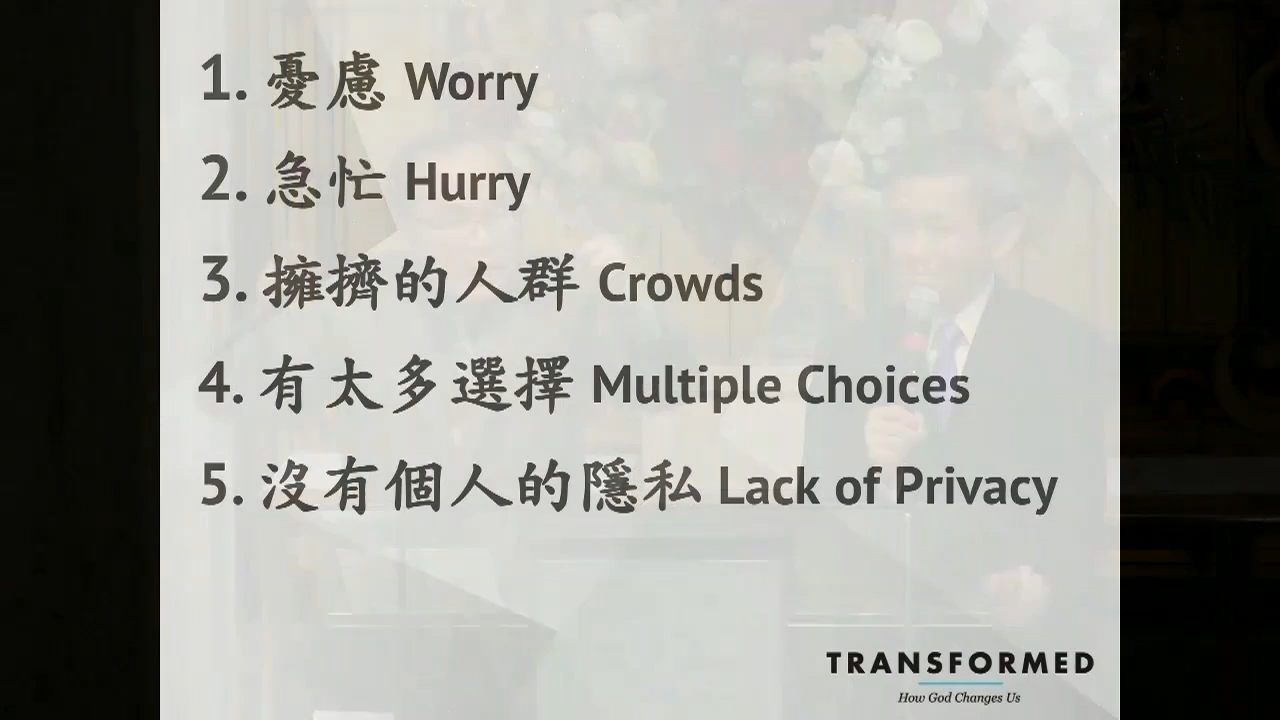 1. 憂慮 Worry
2. 急忙 Hurry
3. 擁擠的人群 Crowds
4. 有太多選擇 Multiple Choices
5. 沒有個人的隱私 Lack of Privacy
TRANSFORMED
How God Changes Us